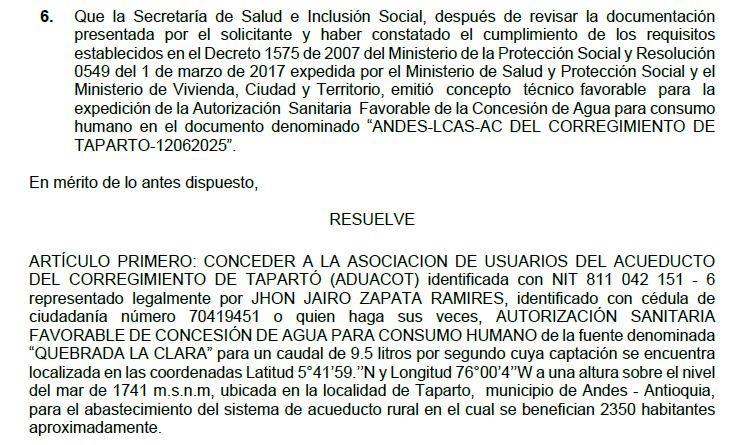 6. Que la Secretaría de Salud e Inclusión Social, después de revisar la documentación
presentada por el solicitante y haber constatado el cumplimiento de los requisitos
establecidos en el Decreto 1575 de 2007 del Ministerio de la Protección Social y Resolución
0549 del 1 de marzo de 2017 expedida por el Ministerio de Salud y Protección Social y el
Ministerio de Vivienda, Ciudad y Territorio, emitió concepto técnico favorable para la
expedición de la Autorización Sanitaria Favorable de la Concesión de Agua para consumo
humano en el documento denominado “ANDES-LCAS-AC DEL CORREGIMIENTO DE
TAPARTO-12062025”.
En mérito de lo antes dispuesto,
RESUELVE
ARTÍCULO PRIMERO: CONCEDER A LA ASOCIACION DE USUARIOS DEL ACUEDUCTO
DEL CORREGIMIENTO DE TAPARTÓ (ADUACOT) identificada con NIT 811 042 151 - 6
representado legalmente por JHON JAIRO ZAPATA RAMIRES, identificado con cédula de
ciudadanía número 70419451 o quien haga sus veces, AUTORIZACIÓN SANITARIA
FAVORABLE DE CONCESIÓN DE AGUA PARA CONSUMO HUMANO de la fuente denominada
“QUEBRADA LA CLARA” para un caudal de 9.5 litros por segundo cuya captación se encuentra
localizada en las coordenadas Latitud 5°41’59.’’N y Longitud 76°00’4’’W a una altura sobre el nivel
del mar de 1741 m.s.n.m, ubicada en la localidad de Taparto, municipio de Andes - Antioquia,
para el abastecimiento del sistema de acueducto rural en el cual se benefician 2350 habitantes
aproximadamente.